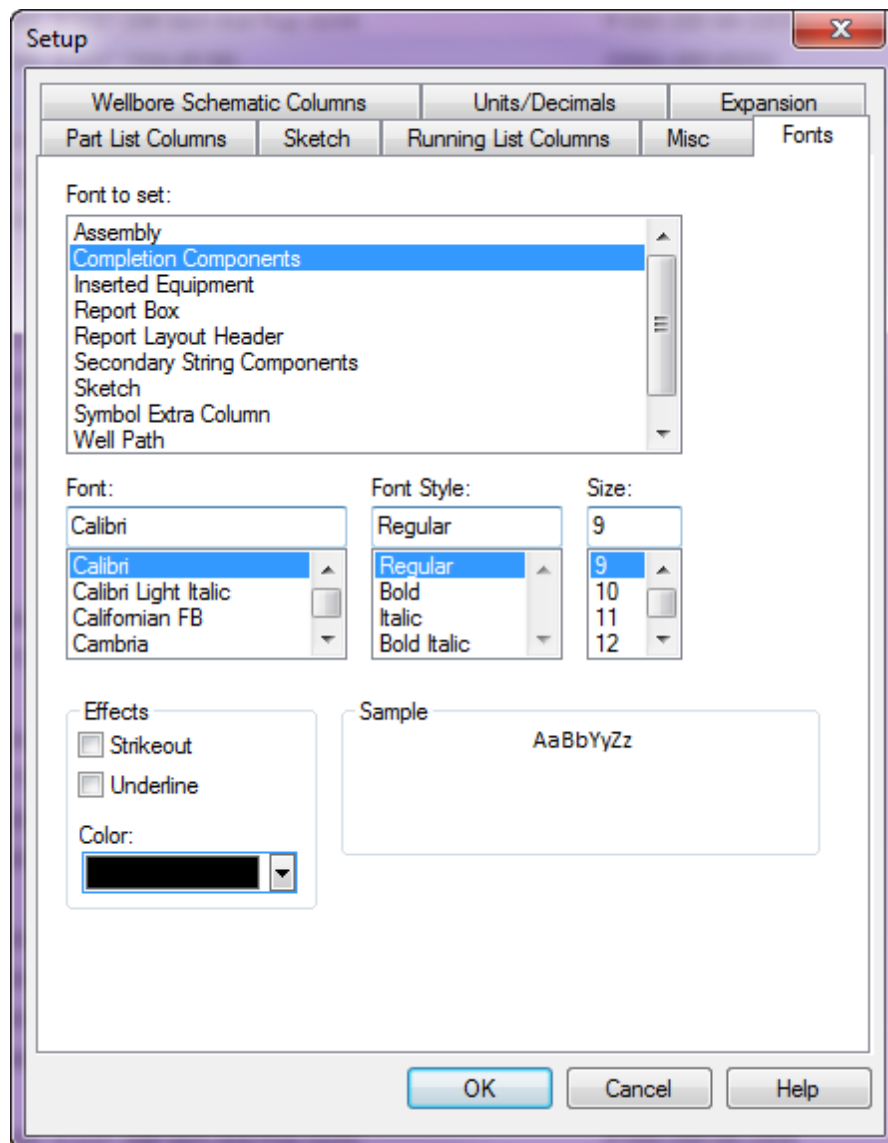 Setup
Wellbore Schematic Columns Units/Decimals Expansion
Part List Columns Sketch Running List Columns Misc Fonts
Font to set:
Assembly
Completion Components
Inserted Equipment
Report Box
Report Layout Header
Secondary String Components
Sketch
Symbol Extra Column
Well Path
Font: Font Style: Size:
Calibri Regular 9
Calibri Regular 9
Calibri Light Italic Bold 10
Californian FB Italic 11
Cambria Bold Italic 12
Effects Sample
Strikeout AaBbYyZz
Underline
Color:
OK Cancel Help